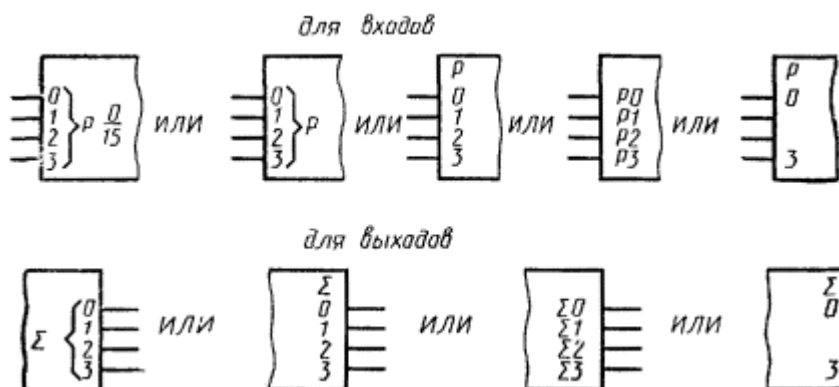 для входов
0 1 2 3 } P 0/15 или 0 1 2 3 } P или P 0 1 2 3 или P0 P1 P2 P3 или P 0 3
для выходов
Σ { 0 1 2 3 или Σ 0 1 2 3 или Σ0 Σ1 Σ2 Σ3 или Σ 0 3